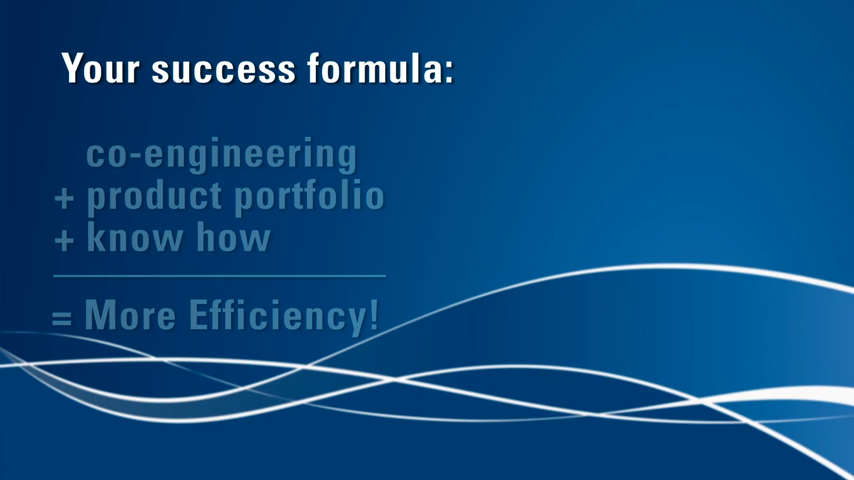 Your success formula:
co-engineering
+ product portfolio
+ know how
= More Efficiency!